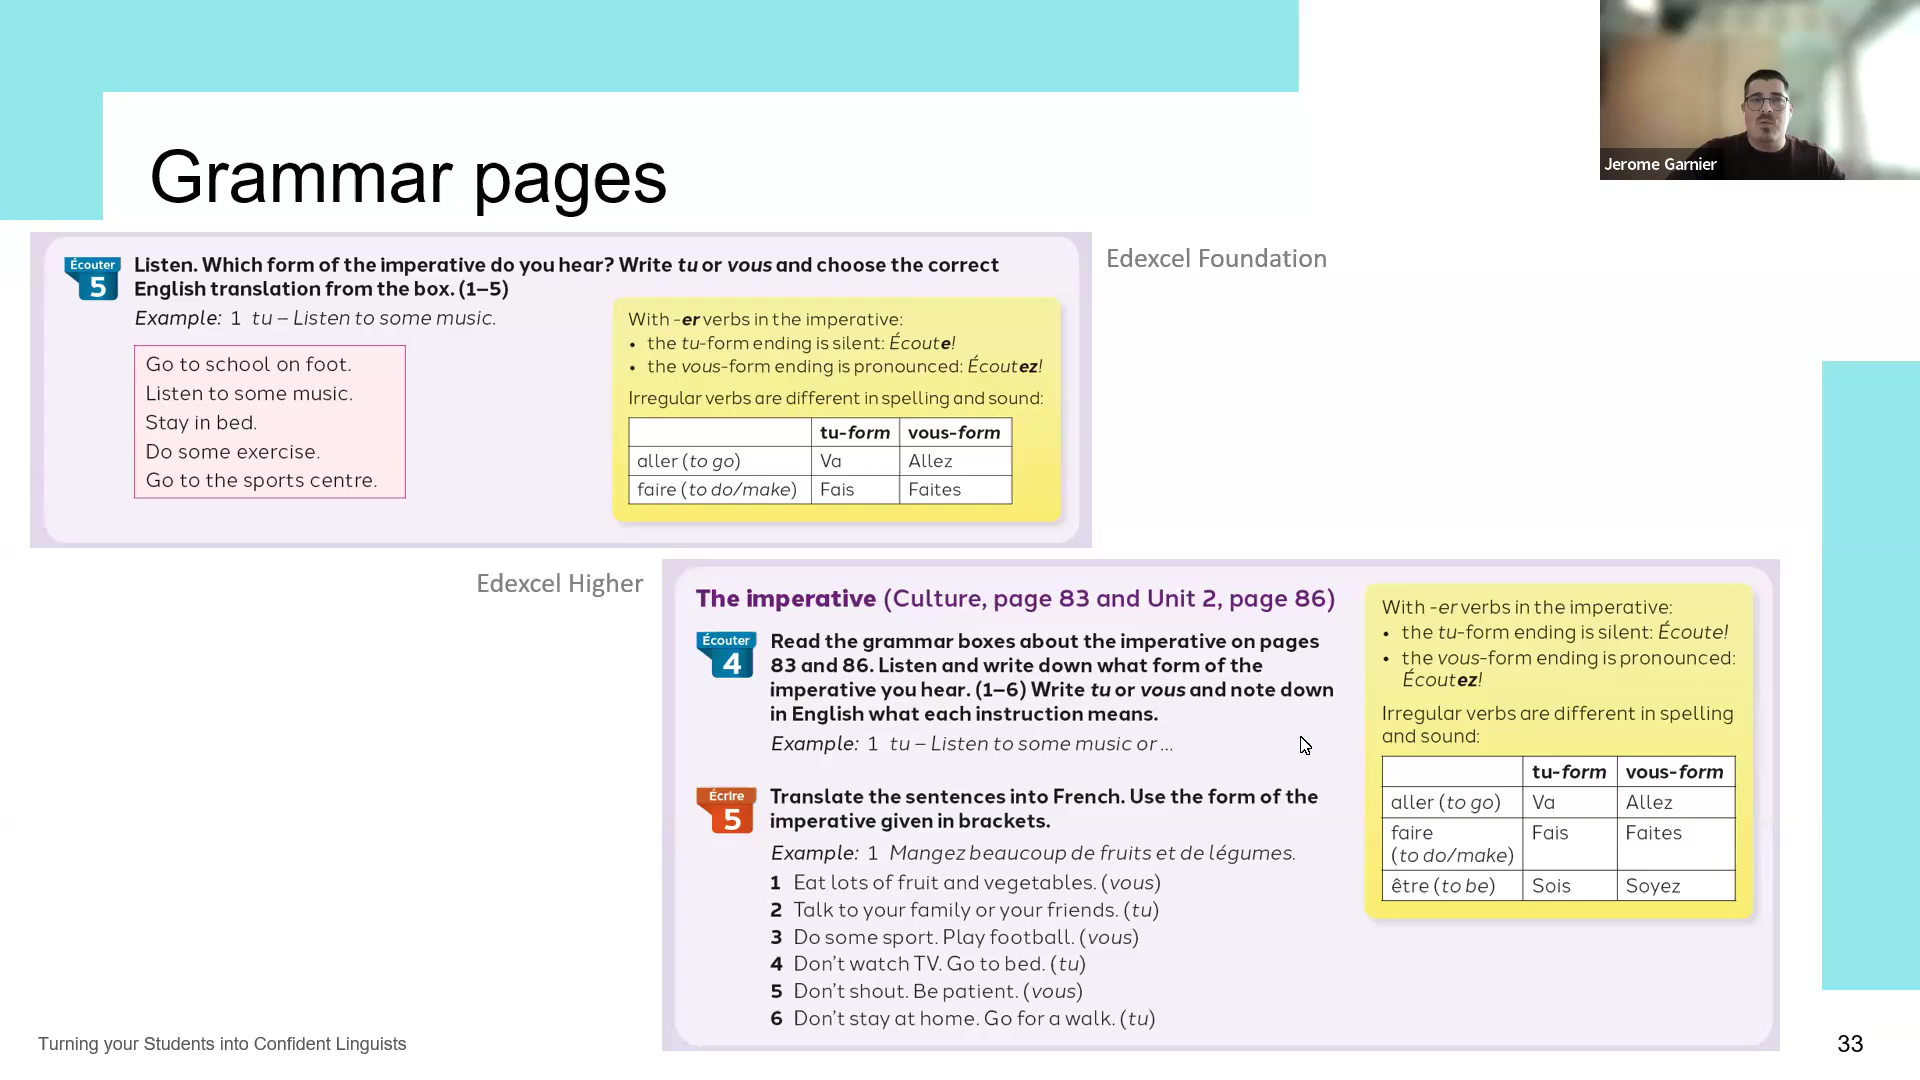 Grammar pages
Jerome Garnier
Edexcel Foundation
Écouter
5
Listen. Which form of the imperative do you hear? Write tu or vous and choose the correct
English translation from the box. (1–5)
Example: 1 tu – Listen to some music.
Go to school on foot.
Listen to some music.
Stay in bed.
Do some exercise.
Go to the sports centre.
With -er verbs in the imperative:
• the tu-form ending is silent: Écoute!
• the vous-form ending is pronounced: Écoutez!
Irregular verbs are different in spelling and sound:
tu-form vous-form
aller (to go) Va Allez
faire (to do/make) Fais Faites
Edexcel Higher
The imperative (Culture, page 83 and Unit 2, page 86)
Écouter
4
Read the grammar boxes about the imperative on pages
83 and 86. Listen and write down what form of the
imperative you hear. (1–6) Write tu or vous and note down
in English what each instruction means.
Example: 1 tu – Listen to some music or ...
Écrire
5
Translate the sentences into French. Use the form of the
imperative given in brackets.
Example: 1 Mangez beaucoup de fruits et de légumes.
1 Eat lots of fruit and vegetables. (vous)
2 Talk to your family or your friends. (tu)
3 Do some sport. Play football. (vous)
4 Don't watch TV. Go to bed. (tu)
5 Don't shout. Be patient. (vous)
6 Don't stay at home. Go for a walk. (tu)
With -er verbs in the imperative:
• the tu-form ending is silent: Écoute!
• the vous-form ending is pronounced:
Écoutez!
Irregular verbs are different in spelling
and sound:
tu-form vous-form
aller (to go) Va Allez
faire Fais Faites
(to do/make)
être (to be) Sois Soyez
Turning your Students into Confident Linguists
33